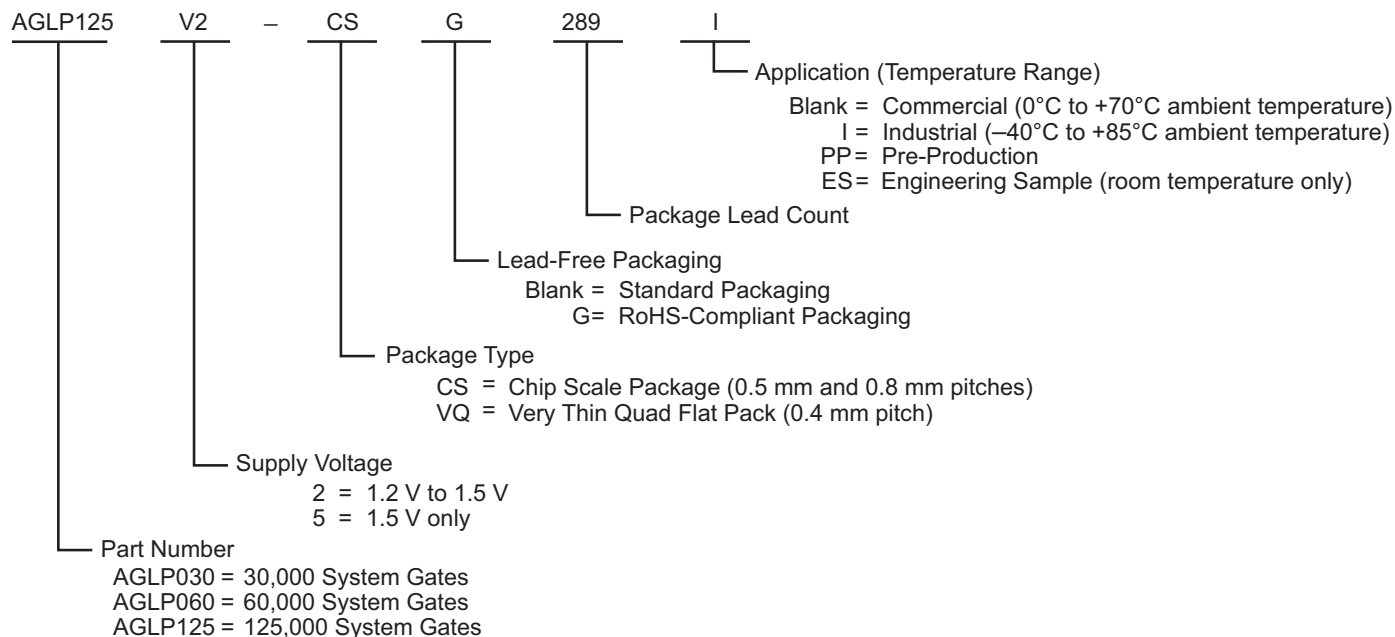 AGLP125 V2 – CS G 289 I
Application (Temperature Range)
Blank = Commercial (0°C to +70°C ambient temperature)
I = Industrial (–40°C to +85°C ambient temperature)
PP= Pre-Production
ES= Engineering Sample (room temperature only)
Package Lead Count
Lead-Free Packaging
Blank = Standard Packaging
G= RoHS-Compliant Packaging
Package Type
CS = Chip Scale Package (0.5 mm and 0.8 mm pitches)
VQ = Very Thin Quad Flat Pack (0.4 mm pitch)
Supply Voltage
2 = 1.2 V to 1.5 V
5 = 1.5 V only
Part Number
AGLP030 = 30,000 System Gates
AGLP060 = 60,000 System Gates
AGLP125 = 125,000 System Gates